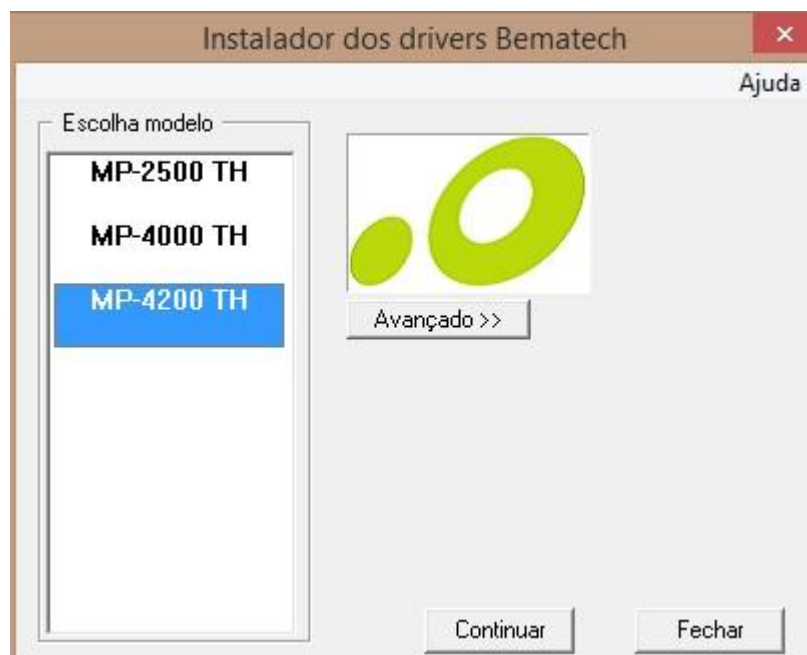 Instalador dos drivers Bematech
Ajuda
Escolha modelo
MP-2500 TH
MP-4000 TH
MP-4200 TH
Avançado >>
Continuar
Fechar